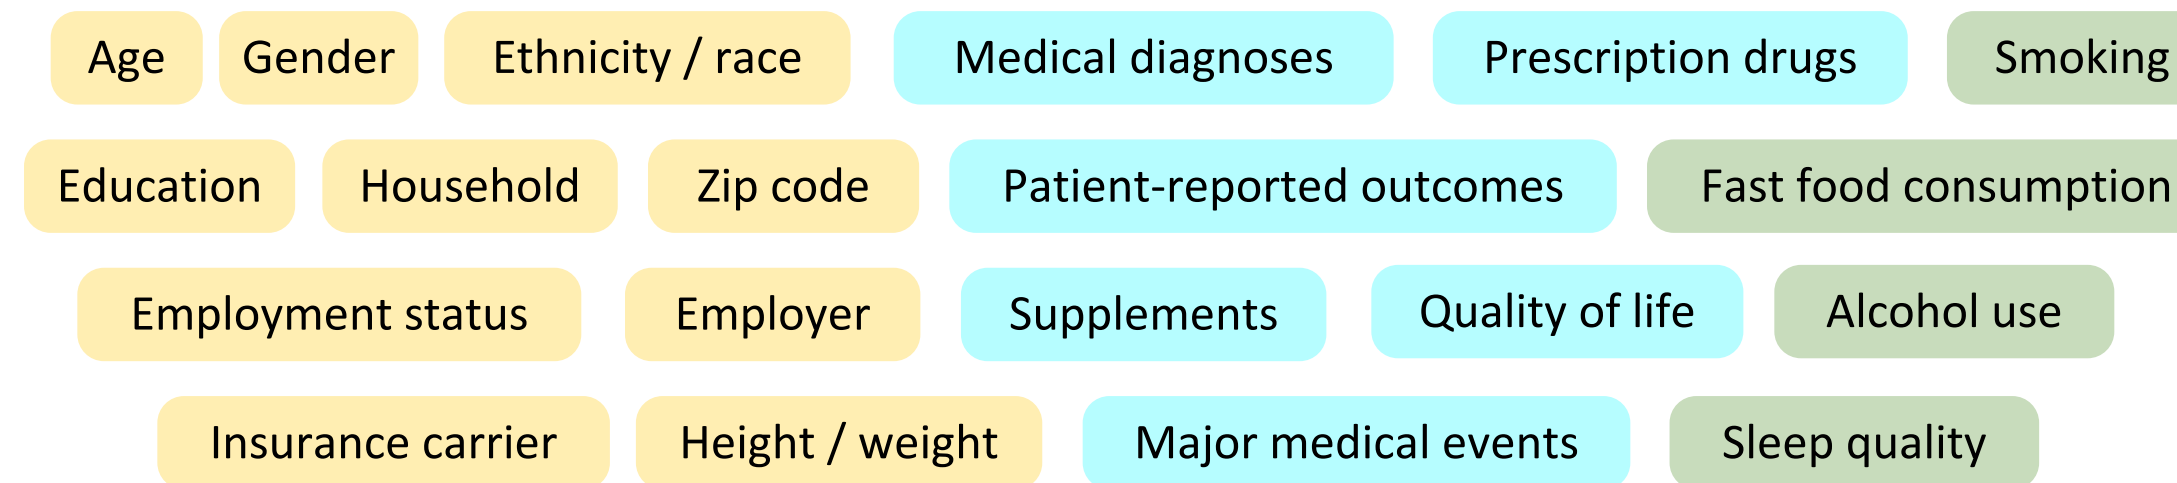 Age Gender Ethnicity / race Medical diagnoses Prescription drugs Smoking
Education Household Zip code Patient-reported outcomes Fast food consumption
Employment status Employer Supplements Quality of life Alcohol use
Insurance carrier Height / weight Major medical events Sleep quality